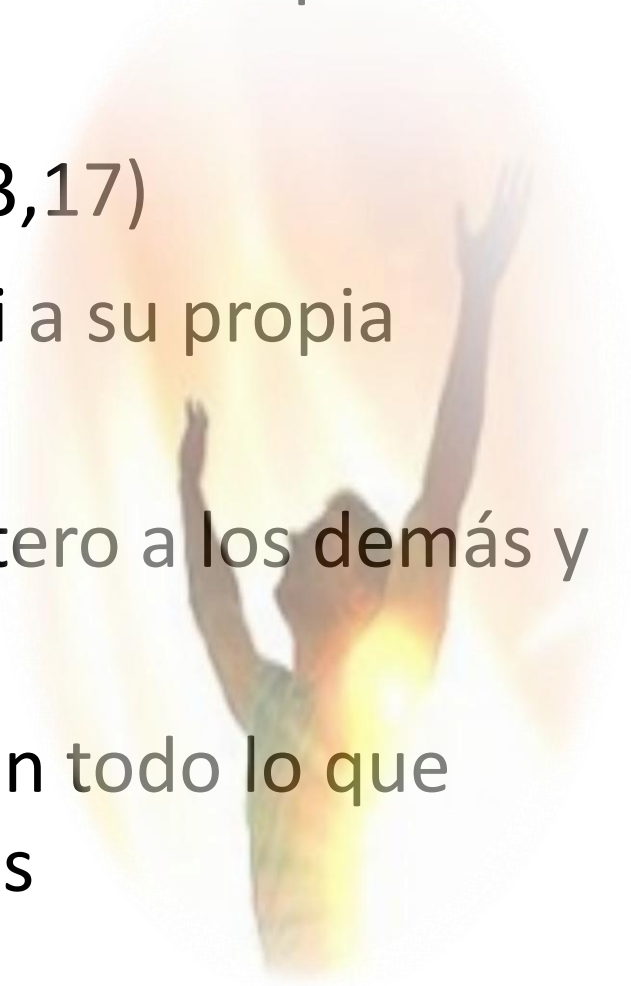 3,17)
i a su propia
tero a los demás y
n todo lo que
s